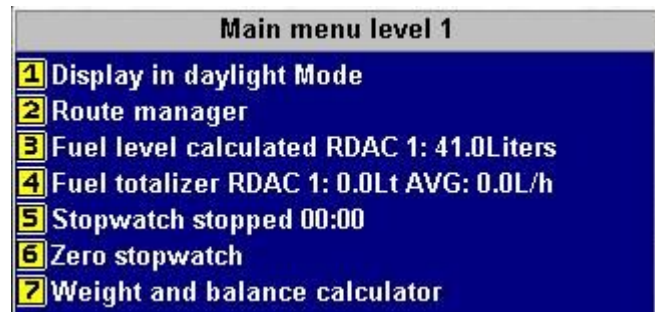 Main menu level 1
1 Display in daylight Mode
2 Route manager
3 Fuel level calculated RDAC 1: 41.0Liters
4 Fuel totalizer RDAC 1: 0.0Lt AVG: 0.0L/h
5 Stopwatch stopped 00:00
6 Zero stopwatch
7 Weight and balance calculator